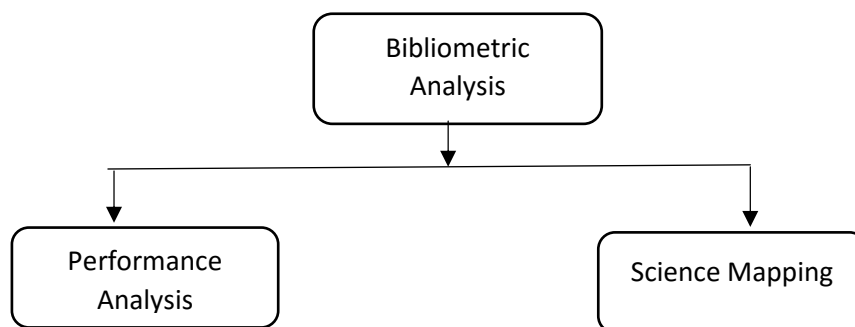 Bibliometric
Analysis
Performance
Analysis
Science Mapping